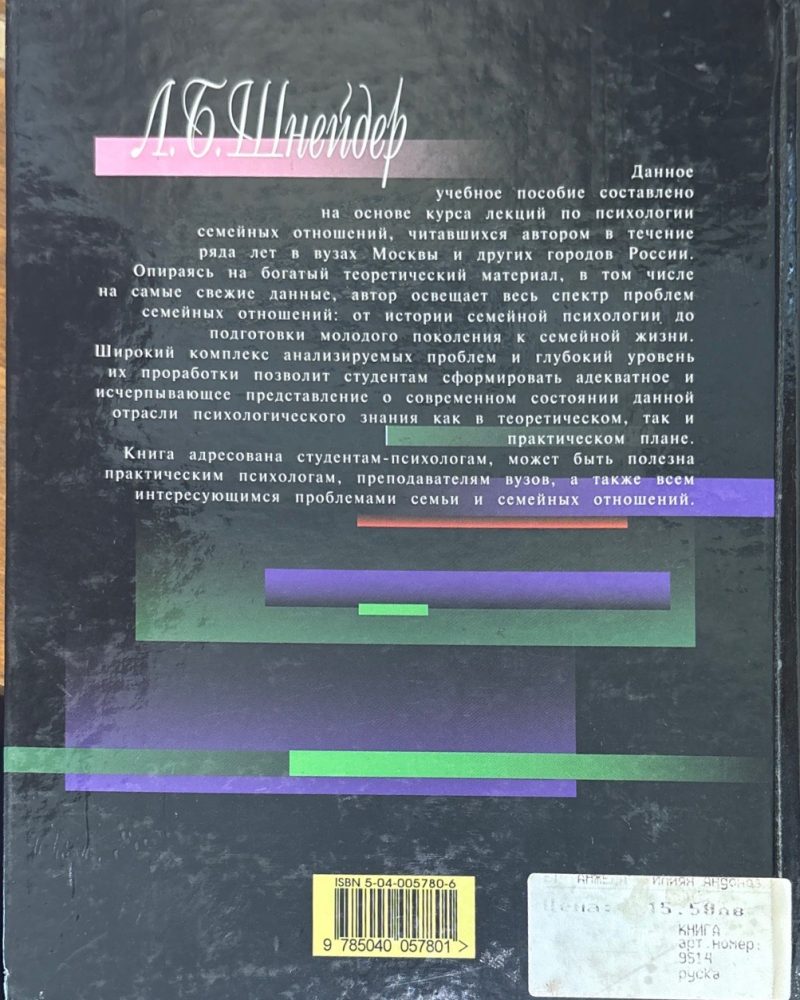 Л.Б.Шнейдер
Данное
учебное пособие составлено
на основе курса лекций по психологии
семейных отношений, читавшихся автором в течение
ряда лет в вузах Москвы и других городов России.
Опираясь на богатый теоретический материал, в том числе
на самые свежие данные, автор освещает весь спектр проблем
семейных отношений: от истории семейной психологии до
подготовки молодого поколения к семейной жизни.
Широкий комплекс анализируемых проблем и глубокий уровень
их проработки позволит студентам сформировать адекватное и
исчерпывающее представление о современном состоянии данной
отрасли психологического знания как в теоретическом, так и
практическом плане.
Книга адресована студентам-психологам, может быть полезна
практическим психологам, преподавателям вузов, а также всем
интересующимся проблемами семьи и семейных отношений.
ISBN 5-04-005780-6
9 785040 057801 >
Цена: 15.58лв
КНИГА
арт.номер:
9514
руска